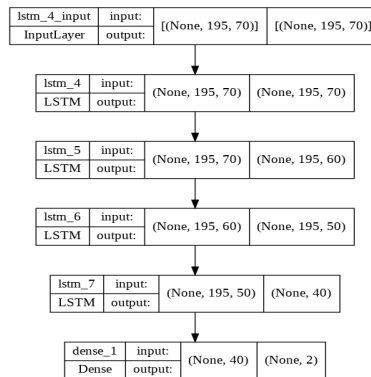 lstm_4_input input: [(None, 195, 70)] [(None, 195, 70)]
InputLayer output:
lstm_4 input: (None, 195, 70) (None, 195, 70)
LSTM output:
lstm_5 input: (None, 195, 70) (None, 195, 60)
LSTM output:
lstm_6 input: (None, 195, 60) (None, 195, 50)
LSTM output:
lstm_7 input: (None, 195, 50) (None, 40)
LSTM output:
dense_1 input: (None, 40) (None, 2)
Dense output: